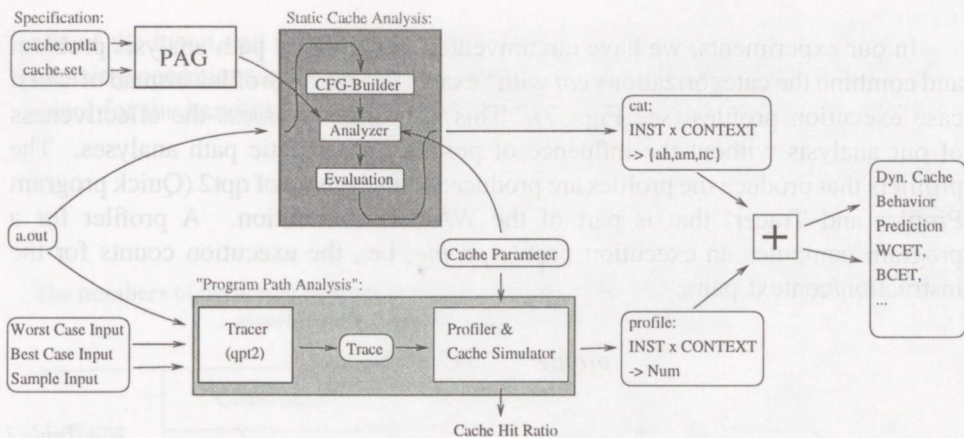 Specification:
cache.optla
cache.set
PAG
Static Cache Analysis:
CFG-Builder
Analyzer
Evaluation
cat:
INST x CONTEXT
-> {ah,am,nc}
Dyn. Cache
Behavior
Prediction
WCET,
BCET,
...
+
a.out
Cache Parameter
"Program Path Analysis":
Worst Case Input
Best Case Input
Sample Input
Tracer
(qpt2)
Trace
Profiler &
Cache Simulator
profile:
INST x CONTEXT
-> Num
Cache Hit Ratio